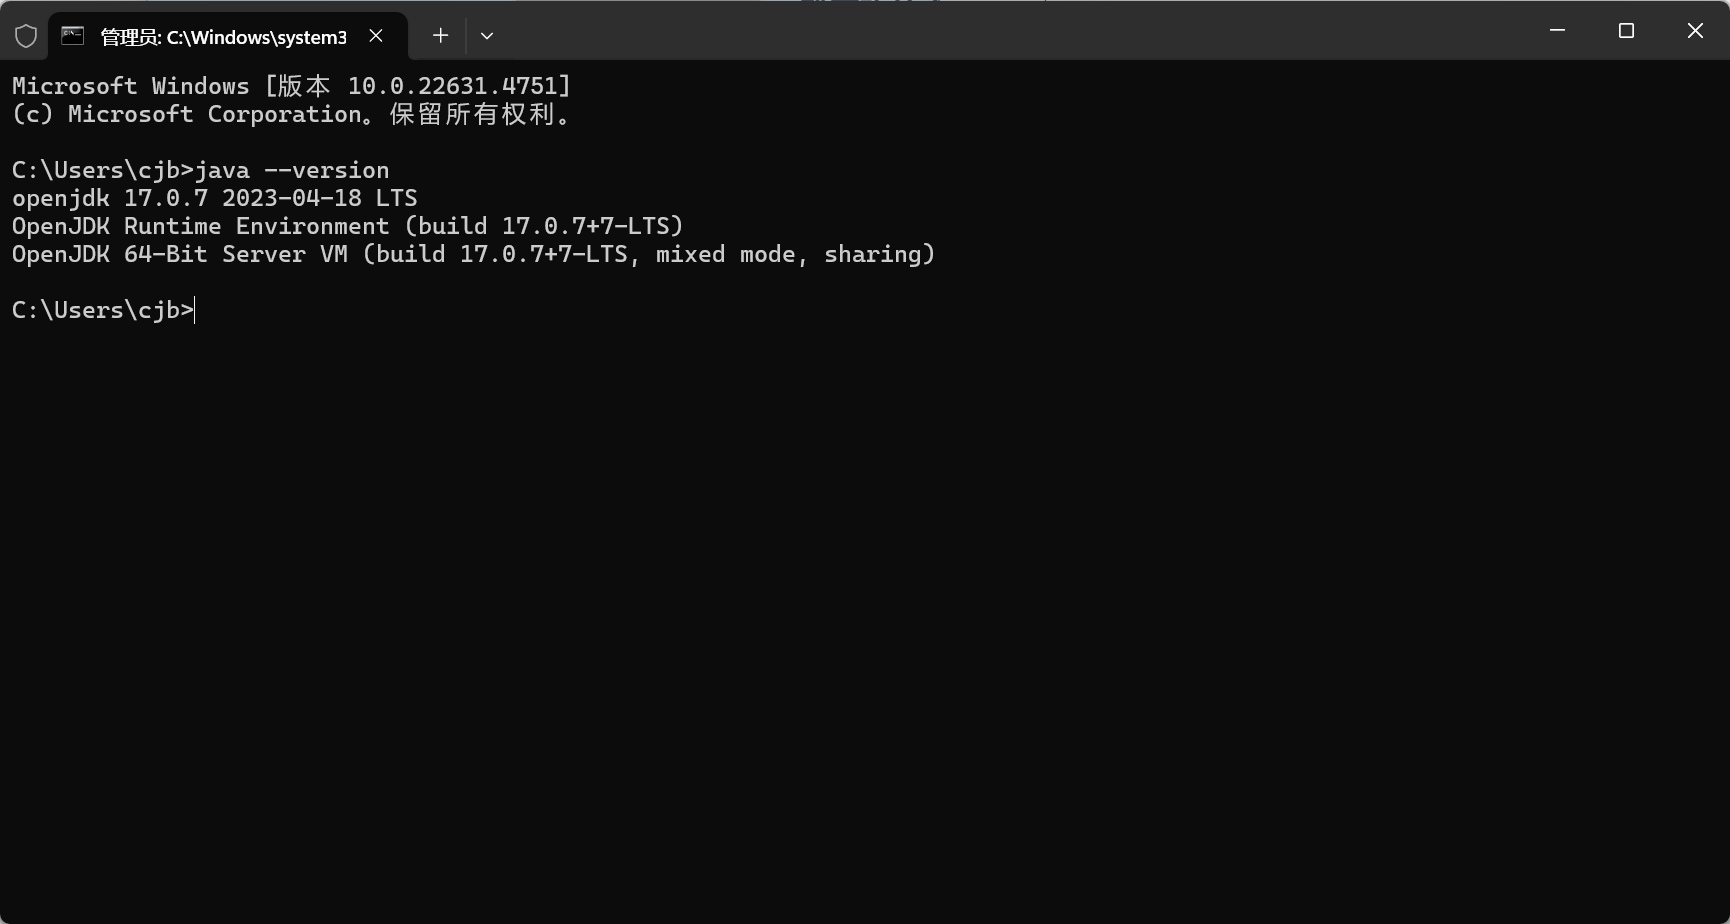 管理员: C:\Windows\system3
Microsoft Windows [版本 10.0.22631.4751]
(c) Microsoft Corporation。保留所有权利。
C:\Users\cjb>java --version
openjdk 17.0.7 2023-04-18 LTS
OpenJDK Runtime Environment (build 17.0.7+7-LTS)
OpenJDK 64-Bit Server VM (build 17.0.7+7-LTS, mixed mode, sharing)
C:\Users\cjb>